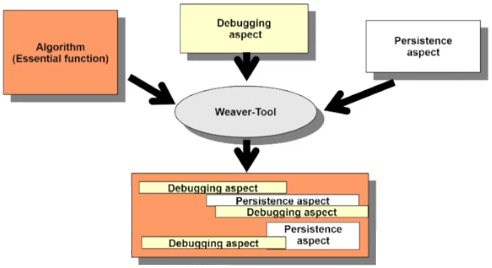 Debugging
aspect
Algorithm
(Essential function)
Persistence
aspect
Weaver-Tool
Debugging aspect
Persistence aspect
Debugging aspect
Persistence
aspect
Debugging aspect